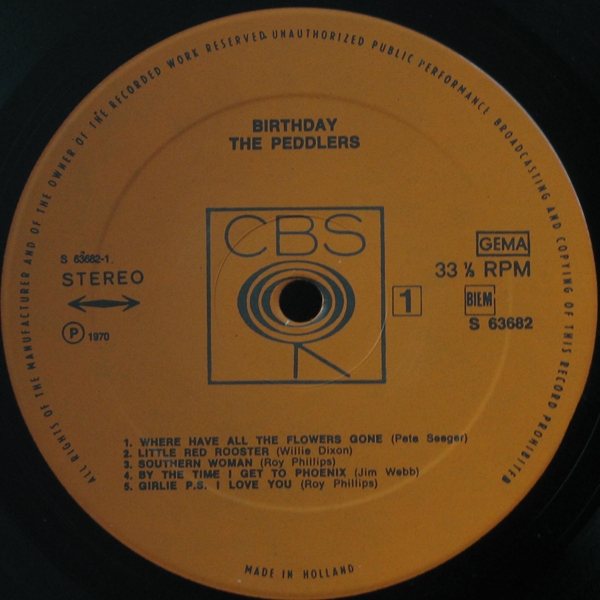 ALL RIGHTS OF THE MANUFACTURER AND OF THE OWNER OF THE RECORDED WORK RESERVED. UNAUTHORIZED PUBLIC PERFORMANCE BROADCASTING AND COPYING OF THIS RECORD PROHIBITED
BIRTHDAY
THE PEDDLERS
CBS
S 63682-1.
STEREO
℗ 1970
GEMA
33 ⅓ RPM
1
BIEM
S 63682
1. WHERE HAVE ALL THE FLOWERS GONE (Pete Seeger)
2. LITTLE RED ROOSTER (Willie Dixon)
3. SOUTHERN WOMAN (Roy Phillips)
4. BY THE TIME I GET TO PHOENIX (Jim Webb)
5. GIRLIE P.S. I LOVE YOU (Roy Phillips)
MADE IN HOLLAND